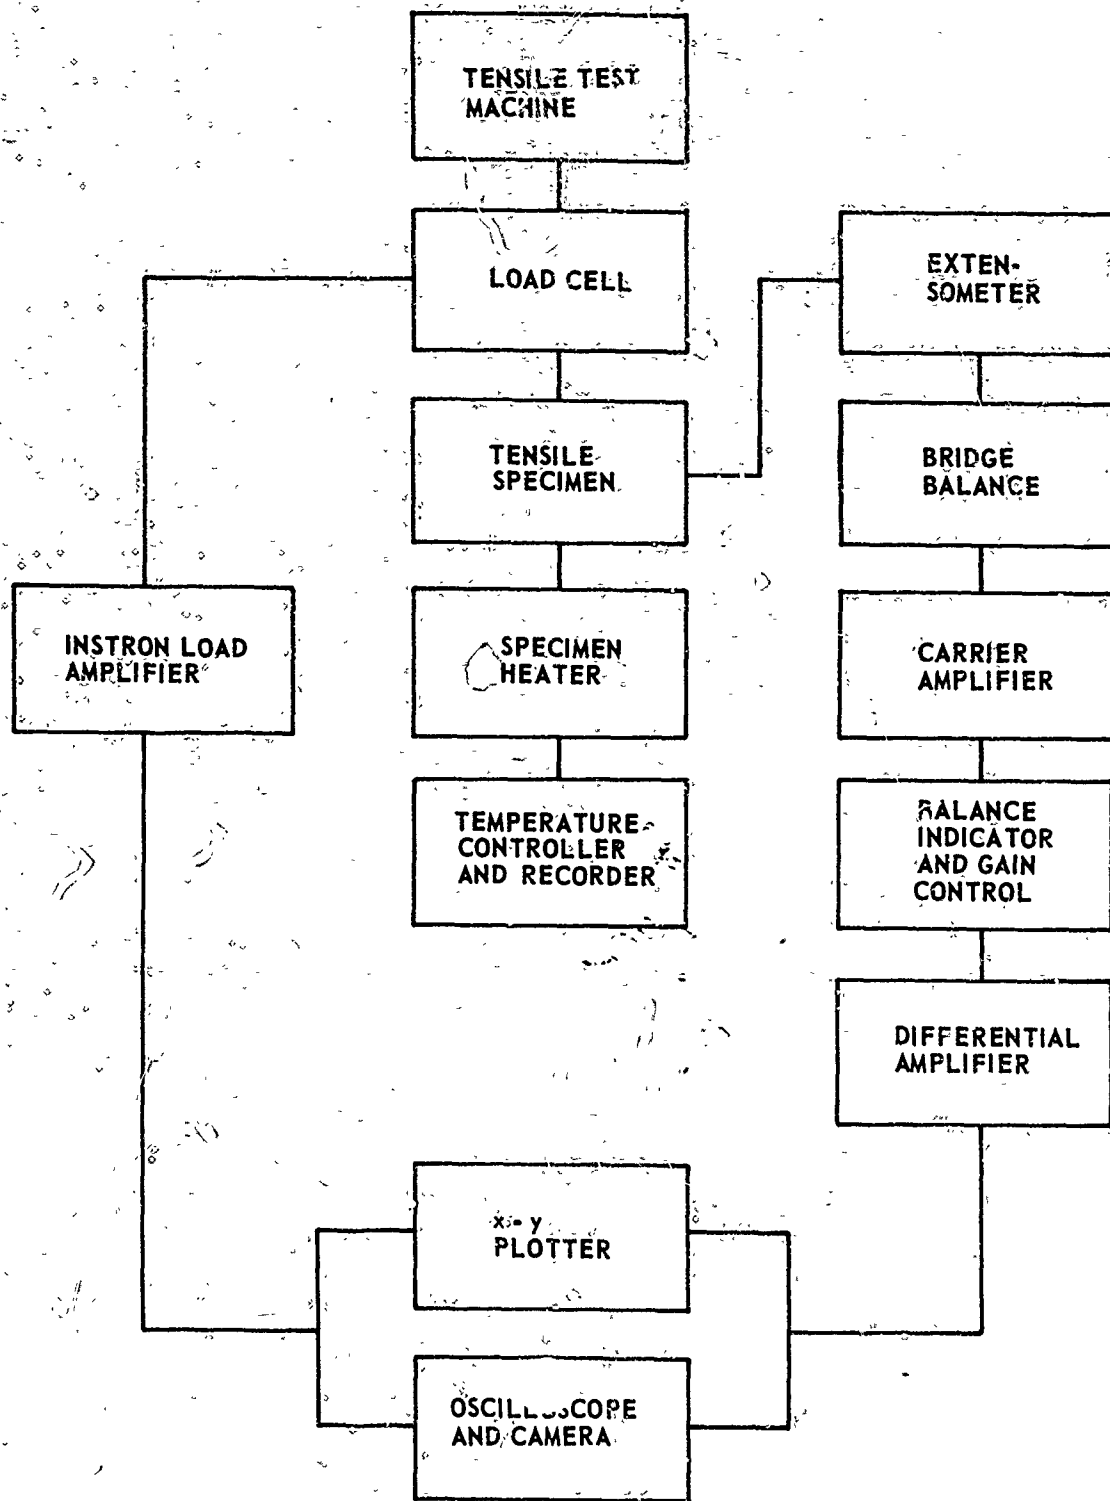 TENSILE TEST
MACHINE
LOAD CELL
EXTEN-
SOMETER
TENSILE
SPECIMEN
BRIDGE
BALANCE
INSTRON LOAD
AMPLIFIER
SPECIMEN
HEATER
CARRIER
AMPLIFIER
TEMPERATURE
CONTROLLER
AND RECORDER
BALANCE
INDICATOR
AND GAIN
CONTROL
DIFFERENTIAL
AMPLIFIER
x - y
PLOTTER
OSCILLOSCOPE
AND CAMERA